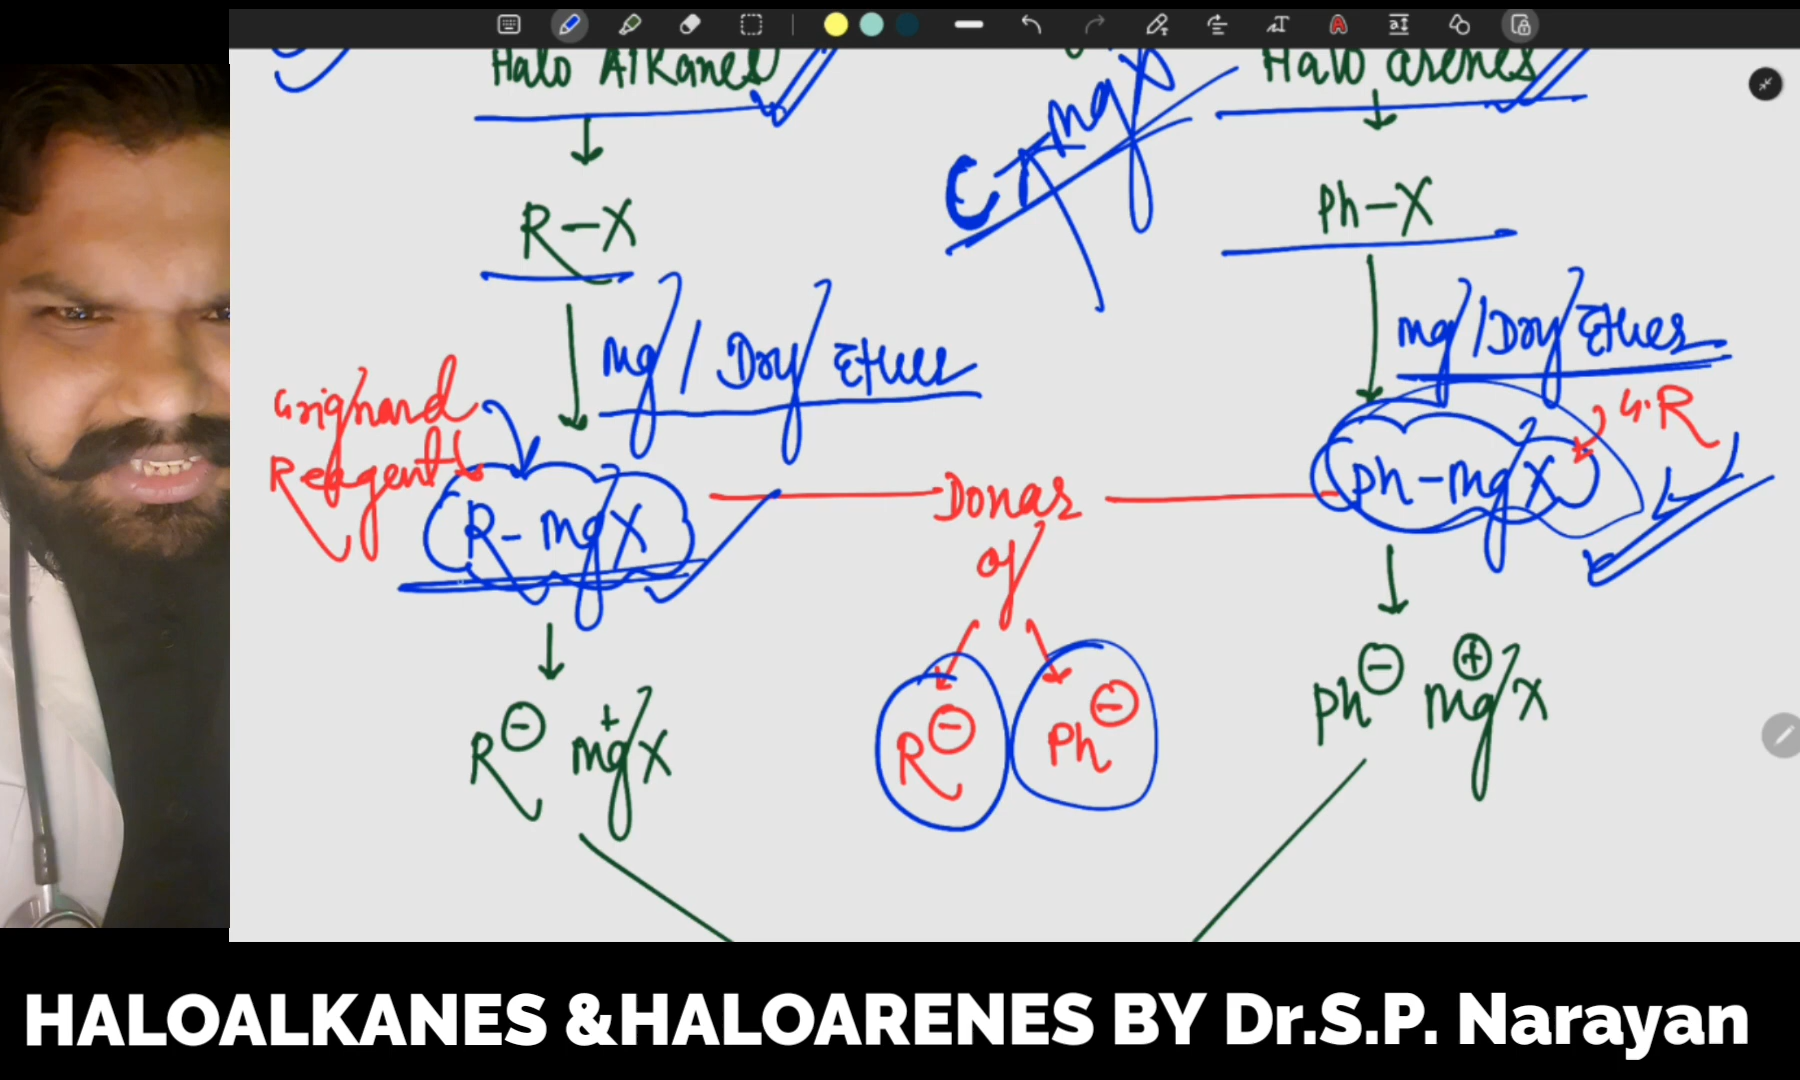 Halo Alkanes
Halo arenes
R-X
Ph-X
mg/Dry/Ether
mg/Dry/Ether
Grignard
Reagent
G.R
R-mgX
Donar
of
ph-mgX
R⊖ mg+X
R⊖
Ph⊖
ph⊖ mg⊕X
HALOALKANES &HALOARENES BY Dr.S.P. Narayan